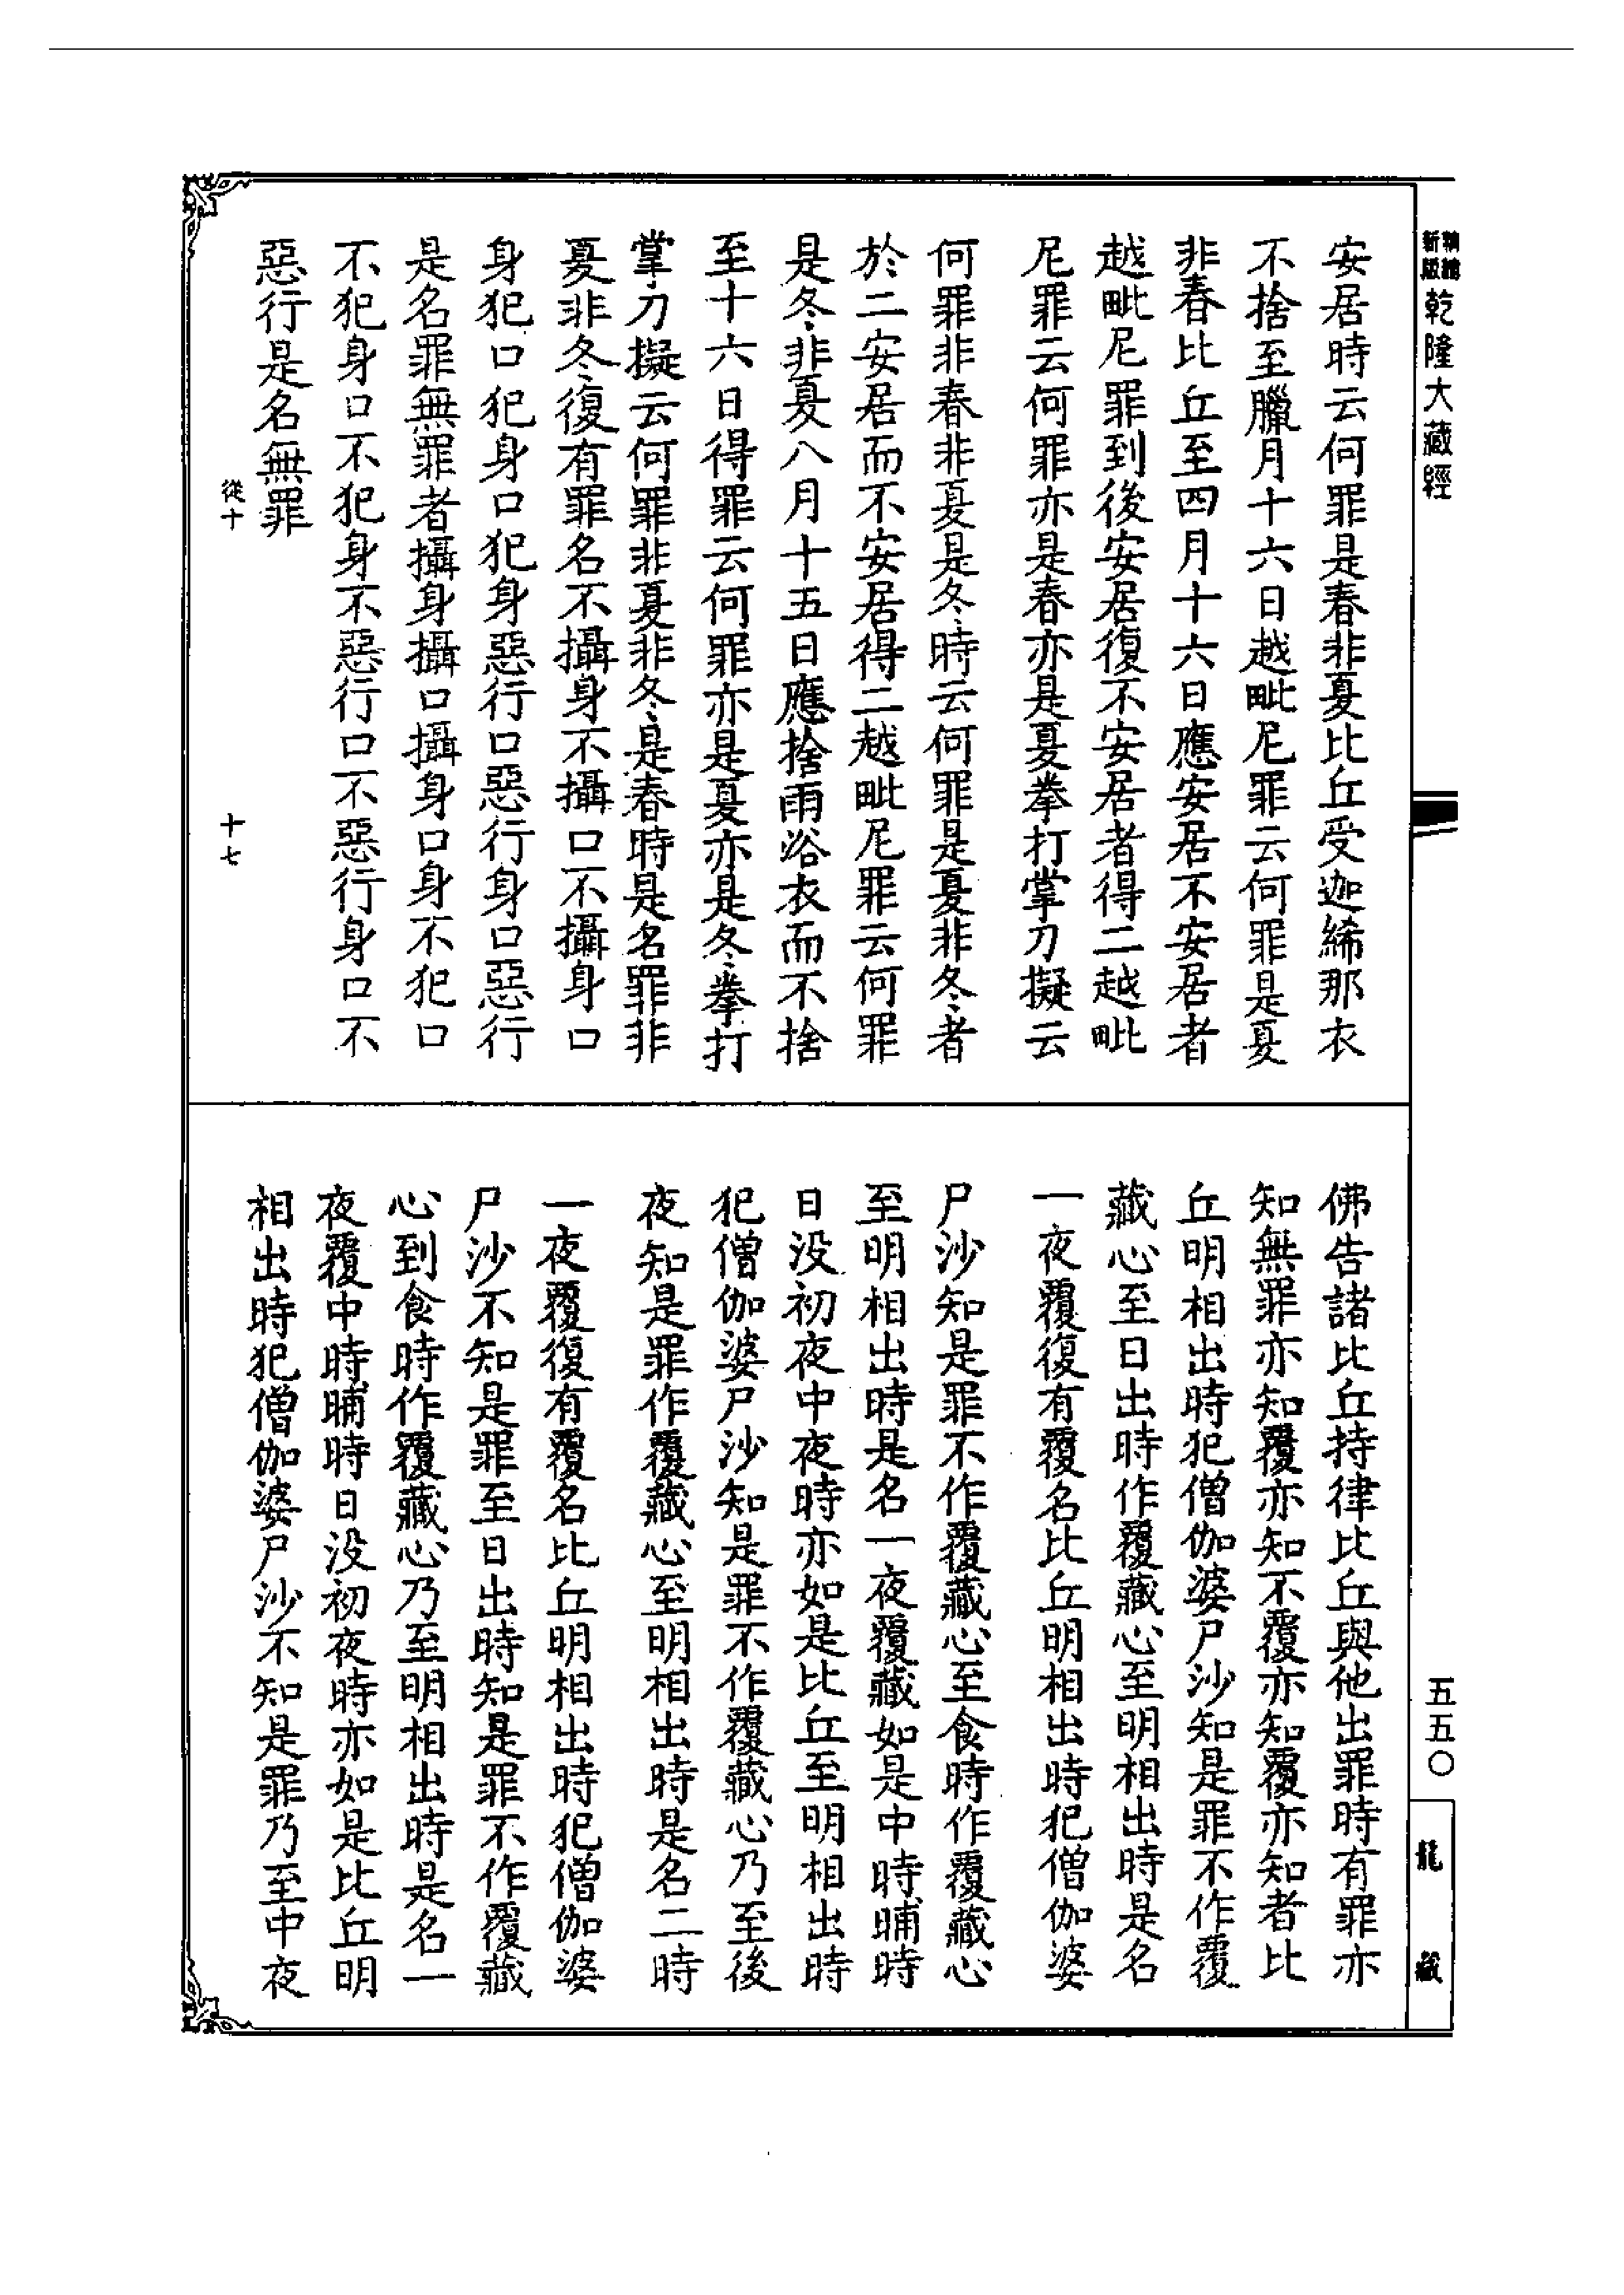 新版
精縮
乾隆大藏經
五五〇
龍藏
安居時云何罪是春非夏比丘受迦絺那衣
不捨至臘月十六日越毗尼罪云何罪是夏
非春比丘至四月十六日應安居不安居者
越毗尼罪到後安居復不安居者得二越毗
尼罪云何罪亦是春亦是夏拳打掌刀擬云
何罪非春非夏是冬時云何罪是夏非冬者
於二安居而不安居得二越毗尼罪云何罪
是冬非夏八月十五日應捨雨浴衣而不捨
至十六日得罪云何罪亦是夏亦是冬拳打
掌刀擬云何罪非夏非冬是春時是名罪非
夏非冬復有罪名不攝身不攝口不攝身口
身犯口犯身口犯身惡行口惡行身口惡行
是名罪無罪者攝身攝口攝身口身不犯口
不犯身口不犯身不惡行口不惡行身口不
惡行是名無罪
從十
十七
佛告諸比丘持律比丘與他出罪時有罪亦
知無罪亦知覆亦知不覆亦知覆亦知者比
丘明相出時犯僧伽婆尸沙知是罪不作覆
藏心至日出時作覆藏心至明相出時是名
一夜覆復有覆名比丘明相出時犯僧伽婆
尸沙知是罪不作覆藏心至食時作覆藏心
至明相出時是名一夜覆藏如是中時晡時
日没初夜中夜時亦如是比丘至明相出時
犯僧伽婆尸沙知是罪不作覆藏心乃至後
夜知是罪作覆藏心至明相出時是名二時
一夜覆復有覆名比丘明相出時犯僧伽婆
尸沙不知是罪至日出時知是罪不作覆藏
心到食時作覆藏心乃至明相出時是名一
夜覆中時晡時日没初夜時亦如是比丘明
相出時犯僧伽婆尸沙不知是罪乃至中夜